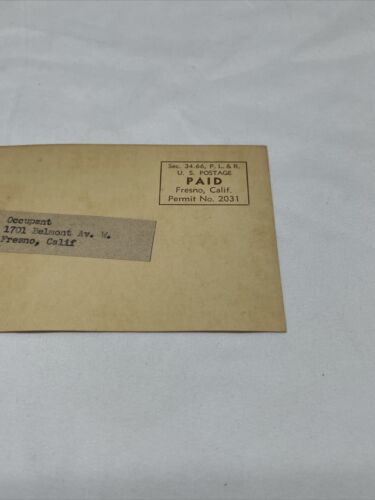 Sec. 34.66, P. L. & R.
U. S. POSTAGE
PAID
Fresno, Calif.
Permit No. 2031
Occupant
1701 Belmont Av. W.
Fresno, Calif